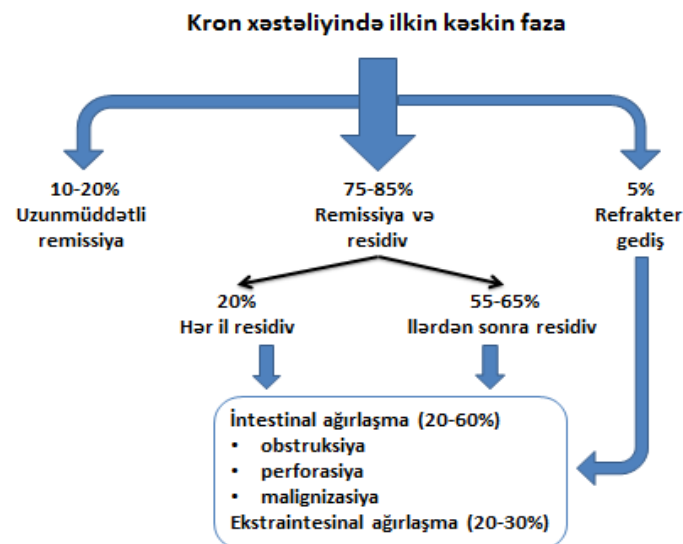 Kron xəstəliyində ilkin kəskin faza
10-20%
Uzunmüddətli
remissiya
75-85%
Remissiya və
residiv
5%
Refrakter
gediş
20%
Hər il residiv
55-65%
İlərdən sonra residiv
İntestinal ağırlaşma (20-60%)
• obstruksiya
• perforasiya
• malignizasiya
Ekstraintesinal ağırlaşma (20-30%)